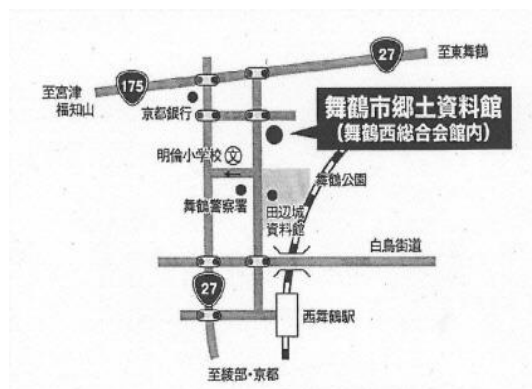 27
至東舞鶴
175
至宮津
福知山
京都銀行
舞鶴市郷土資料館
(舞鶴西総合会館内)
明倫小学校
文
舞鶴公園
舞鶴警察署
田辺城
資料館
白鳥街道
27
西舞鶴駅
至綾部・京都